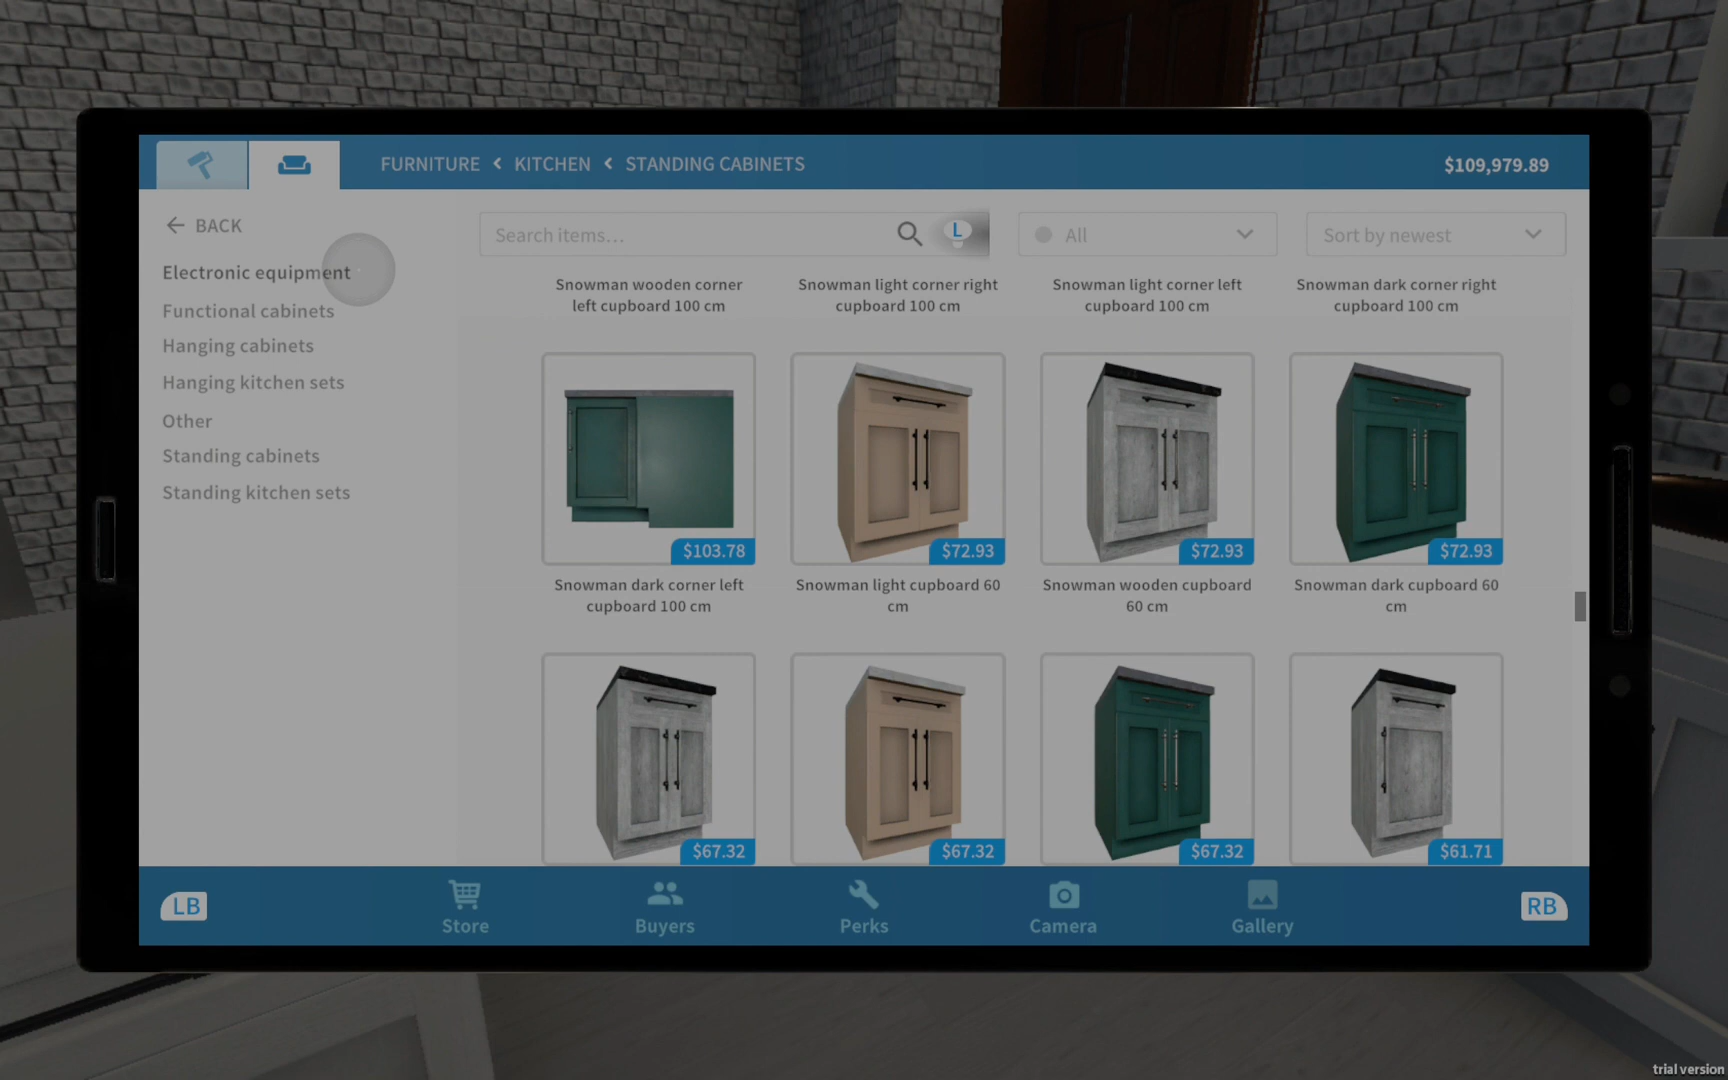 FURNITURE < KITCHEN < STANDING CABINETS
$109,979.89
BACK
Search items...
L
All
Sort by newest
Electronic equipment
Functional cabinets
Hanging cabinets
Hanging kitchen sets
Other
Standing cabinets
Standing kitchen sets
Snowman wooden corner
left cupboard 100 cm
Snowman light corner right
cupboard 100 cm
Snowman light corner left
cupboard 100 cm
Snowman dark corner right
cupboard 100 cm
$103.78
$72.93
$72.93
$72.93
Snowman dark corner left
cupboard 100 cm
Snowman light cupboard 60
cm
Snowman wooden cupboard
60 cm
Snowman dark cupboard 60
cm
$67.32
$67.32
$67.32
$61.71
LB
Store
Buyers
Perks
Camera
Gallery
RB
trial version